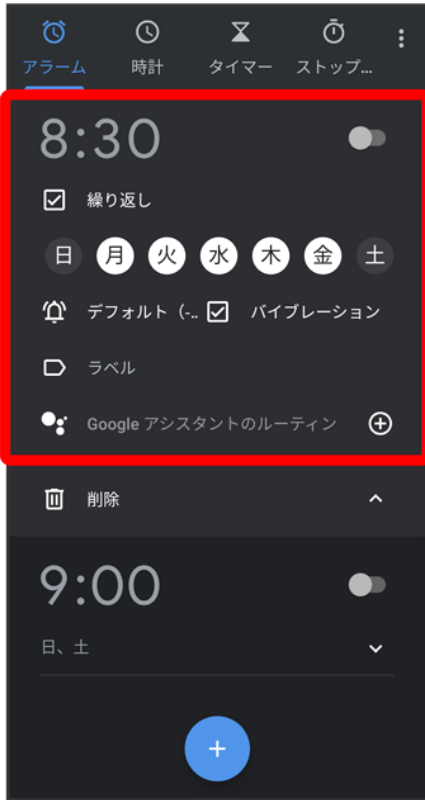 アラーム 時計 タイマー ストップ...
8:30
繰り返し
日 月 火 水 木 金 土
デフォルト (-.. バイブレーション
ラベル
Google アシスタントのルーティン
削除
9:00
日、土